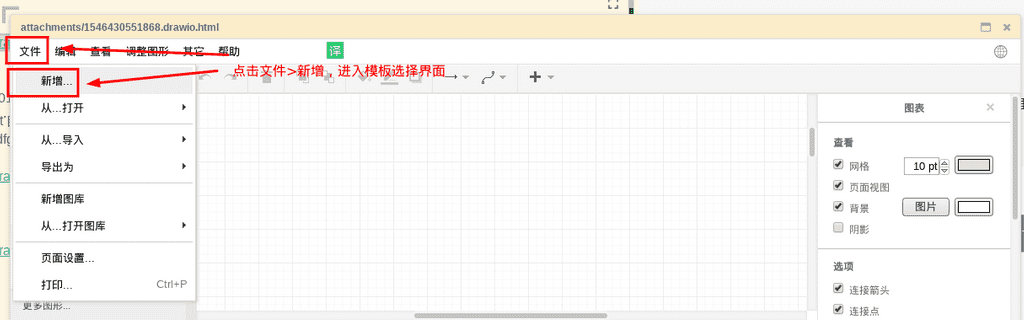 attachments/1546430551868.drawio.html
文件 编辑 查看 调整图形 其它 帮助 译
点击文件>新增，进入模板选择界面
新增...
从...打开
从...导入
导出为
新增图库
从...打开图库
页面设置...
打印... Ctrl+P
更多图形...
图表
查看
网格 10 pt
页面视图
背景 图片
阴影
选项
连接箭头
连接点